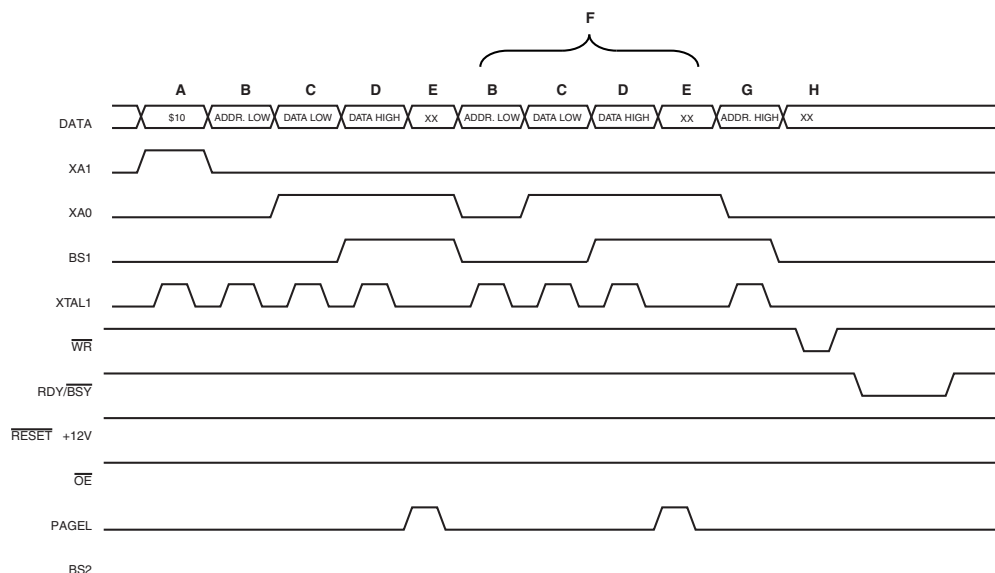 F
A B C D E B C D E G H
DATA $10 ADDR. LOW DATA LOW DATA HIGH XX ADDR. LOW DATA LOW DATA HIGH XX ADDR. HIGH XX
XA1
XA0
BS1
XTAL1
WR
RDY/BSY
RESET +12V
OE
PAGEL
BS2